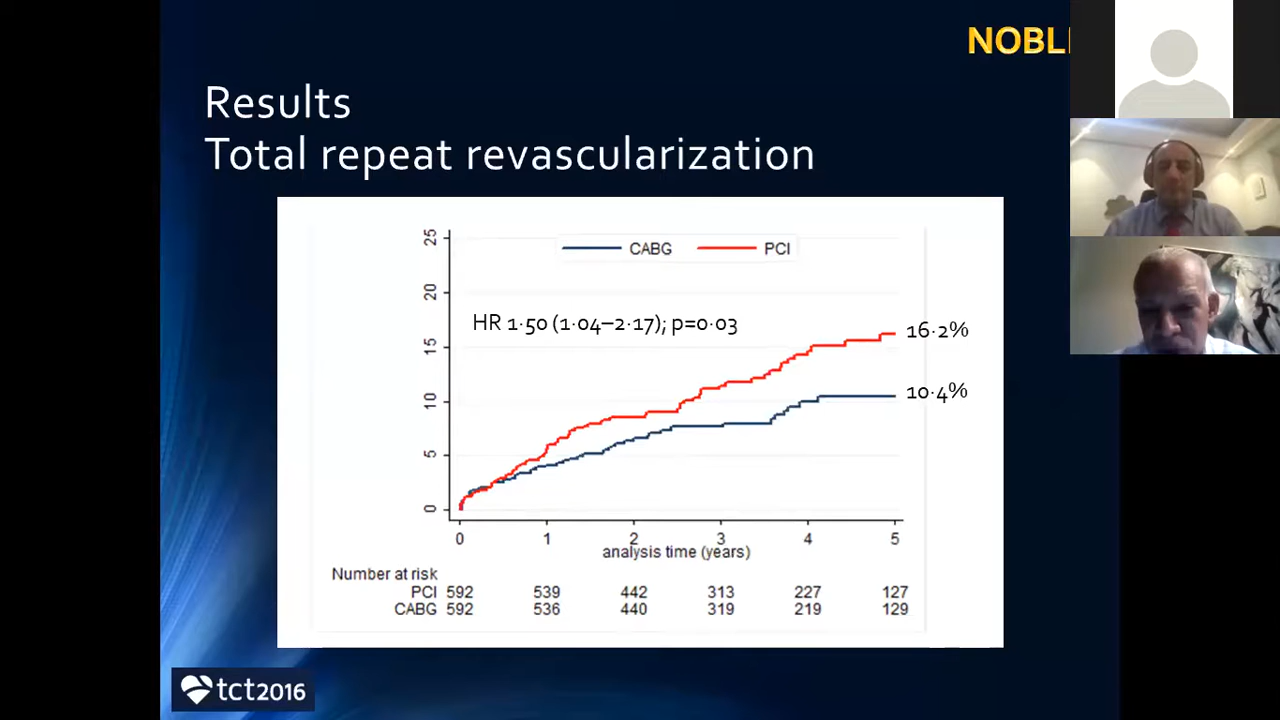 NOBL
Results
Total repeat revascularization
25
20
15
10
5
0
CABG
PCI
HR 1·50 (1·04–2·17); p=0·03
16·2%
10·4%
0 1 2 3 4 5
analysis time (years)
Number at risk
PCI 592 539 442 313 227 127
CABG 592 536 440 319 219 129
tct2016